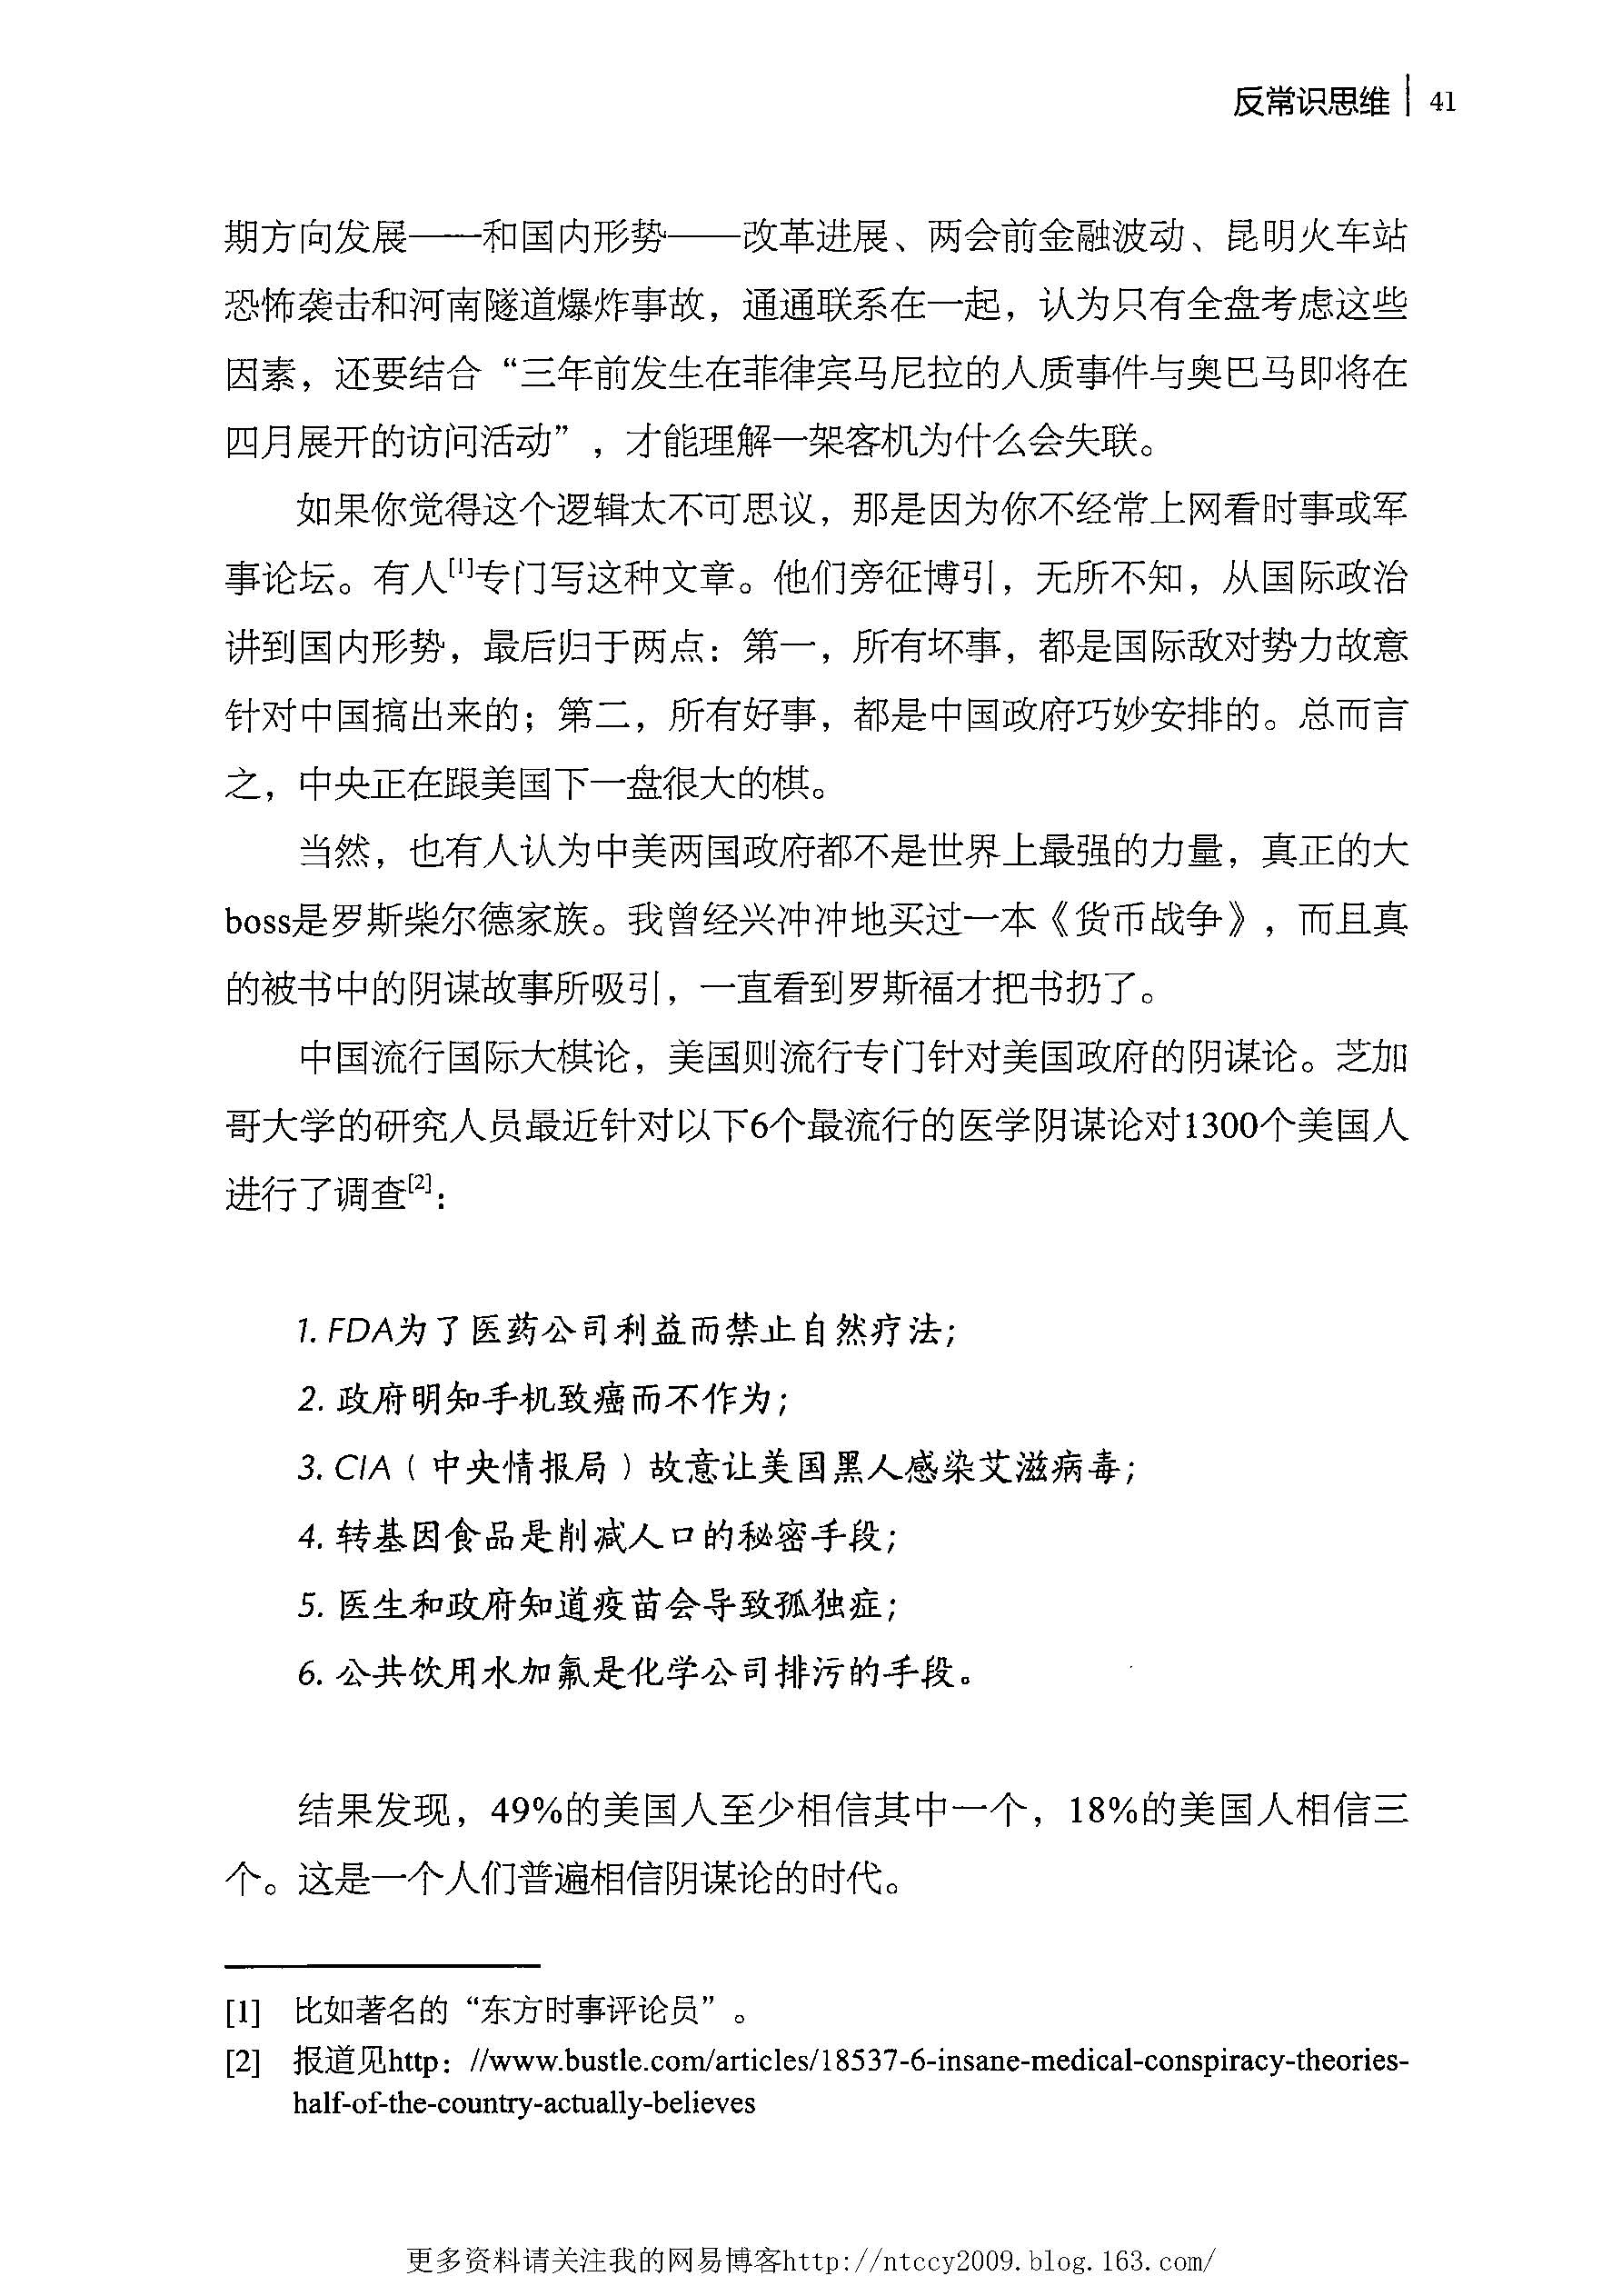 反常识思维 | 41
期方向发展——和国内形势——改革进展、两会前金融波动、昆明火车站
恐怖袭击和河南隧道爆炸事故，通通联系在一起，认为只有全盘考虑这些
因素，还要结合“三年前发生在菲律宾马尼拉的人质事件与奥巴马即将在
四月展开的访问活动”，才能理解一架客机为什么会失联。
如果你觉得这个逻辑太不可思议，那是因为你不经常上网看时事或军
事论坛。有人[1]专门写这种文章。他们旁征博引，无所不知，从国际政治
讲到国内形势，最后归于两点：第一，所有坏事，都是国际敌对势力故意
针对中国搞出来的；第二，所有好事，都是中国政府巧妙安排的。总而言
之，中央正在跟美国下一盘很大的棋。
当然，也有人认为中美两国政府都不是世界上最强的力量，真正的大
boss是罗斯柴尔德家族。我曾经兴冲冲地买过一本《货币战争》，而且真
的被书中的阴谋故事所吸引，一直看到罗斯福才把书扔了。
中国流行国际大棋论，美国则流行专门针对美国政府的阴谋论。芝加
哥大学的研究人员最近针对以下6个最流行的医学阴谋论对1300个美国人
进行了调查[2]：
1. FDA为了医药公司利益而禁止自然疗法；
2. 政府明知手机致癌而不作为；
3. CIA（中央情报局）故意让美国黑人感染艾滋病毒；
4. 转基因食品是削减人口的秘密手段；
5. 医生和政府知道疫苗会导致孤独症；
6. 公共饮用水加氟是化学公司排污的手段。
结果发现，49%的美国人至少相信其中一个，18%的美国人相信三
个。这是一个人们普遍相信阴谋论的时代。
[1] 比如著名的“东方时事评论员”。
[2] 报道见http：//www.bustle.com/articles/18537-6-insane-medical-conspiracy-theories-
half-of-the-country-actually-believes
更多资料请关注我的网易博客http://ntccy2009.blog.163.com/